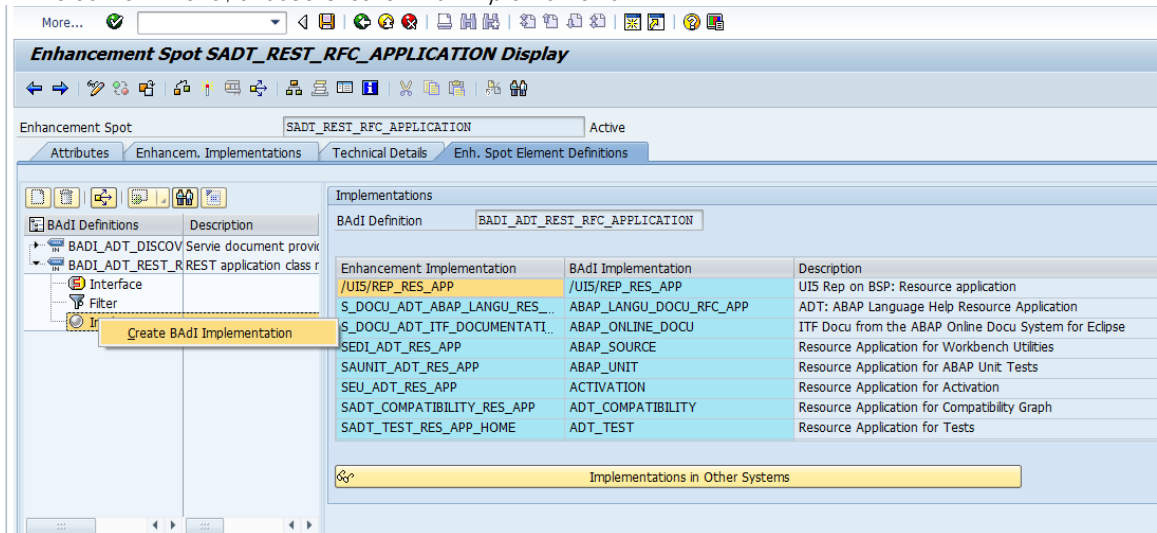 More...
Enhancement Spot SADT_REST_RFC_APPLICATION Display
Enhancement Spot SADT_REST_RFC_APPLICATION Active
Attributes Enhancem. Implementations Technical Details Enh. Spot Element Definitions
Implementations
BAdI Definitions Description
BAdI Definition BADI_ADT_REST_RFC_APPLICATION
BADI_ADT_DISCOV Servie document provid
BADI_ADT_REST_R REST application class r
Interface
Filter
Create BAdI Implementation
Enhancement Implementation BAdI Implementation Description
/UI5/REP_RES_APP /UI5/REP_RES_APP UI5 Rep on BSP: Resource application
S_DOCU_ADT_ABAP_LANGU_RES_... ABAP_LANGU_DOCU_RFC_APP ADT: ABAP Language Help Resource Application
S_DOCU_ADT_ITF_DOCUMENTATI... ABAP_ONLINE_DOCU ITF Docu from the ABAP Online Docu System for Eclipse
SEDI_ADT_RES_APP ABAP_SOURCE Resource Application for Workbench Utilities
SAUNIT_ADT_RES_APP ABAP_UNIT Resource Application for ABAP Unit Tests
SEU_ADT_RES_APP ACTIVATION Resource Application for Activation
SADT_COMPATIBILITY_RES_APP ADT_COMPATIBILITY Resource Application for Compatibility Graph
SADT_TEST_RES_APP_HOME ADT_TEST Resource Application for Tests
Implementations in Other Systems